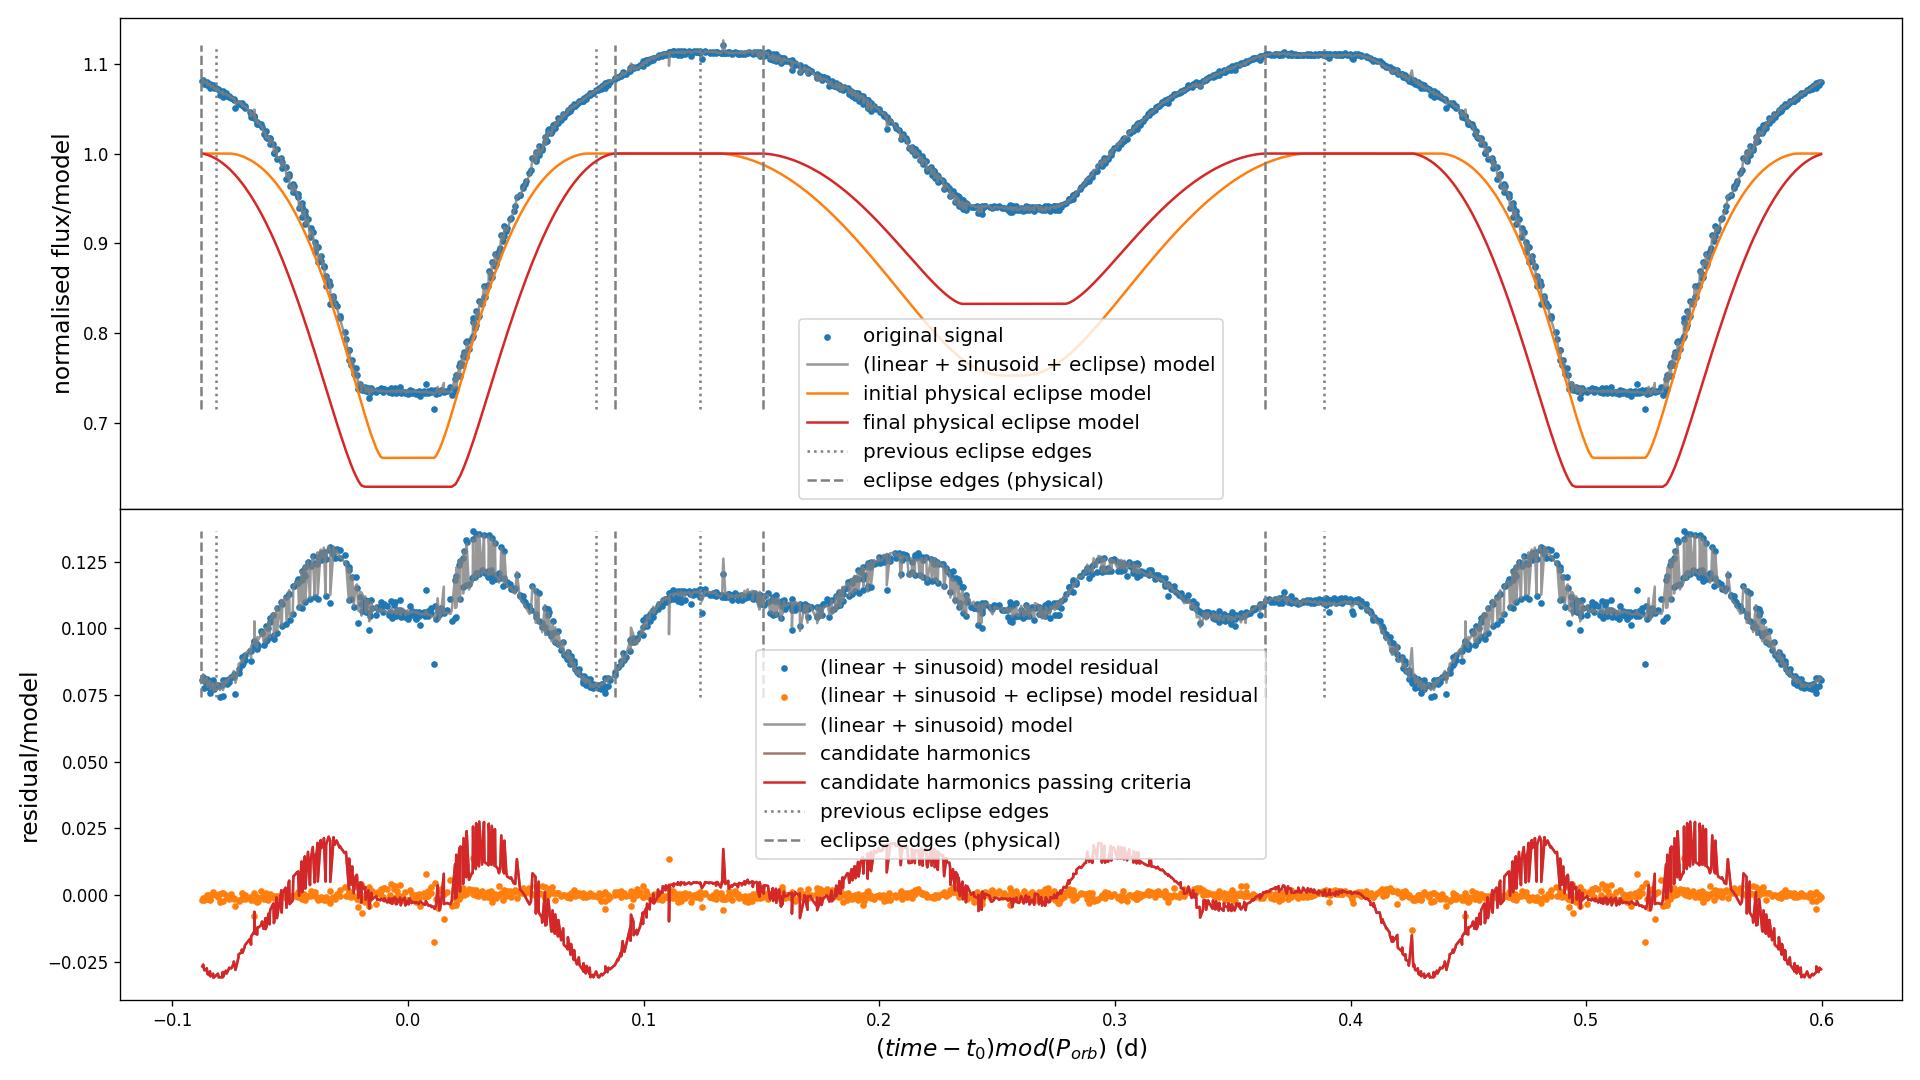 normalised flux/model
1.1
1.0
0.9
0.8
0.7
original signal
(linear + sinusoid + eclipse) model
initial physical eclipse model
final physical eclipse model
previous eclipse edges
eclipse edges (physical)
residual/model
0.125
0.100
0.075
0.050
0.025
0.000
−0.025
(linear + sinusoid) model residual
(linear + sinusoid + eclipse) model residual
(linear + sinusoid) model
candidate harmonics
candidate harmonics passing criteria
previous eclipse edges
eclipse edges (physical)
−0.1 0.0 0.1 0.2 0.3 0.4 0.5 0.6
(time − t₀)mod(P_orb) (d)